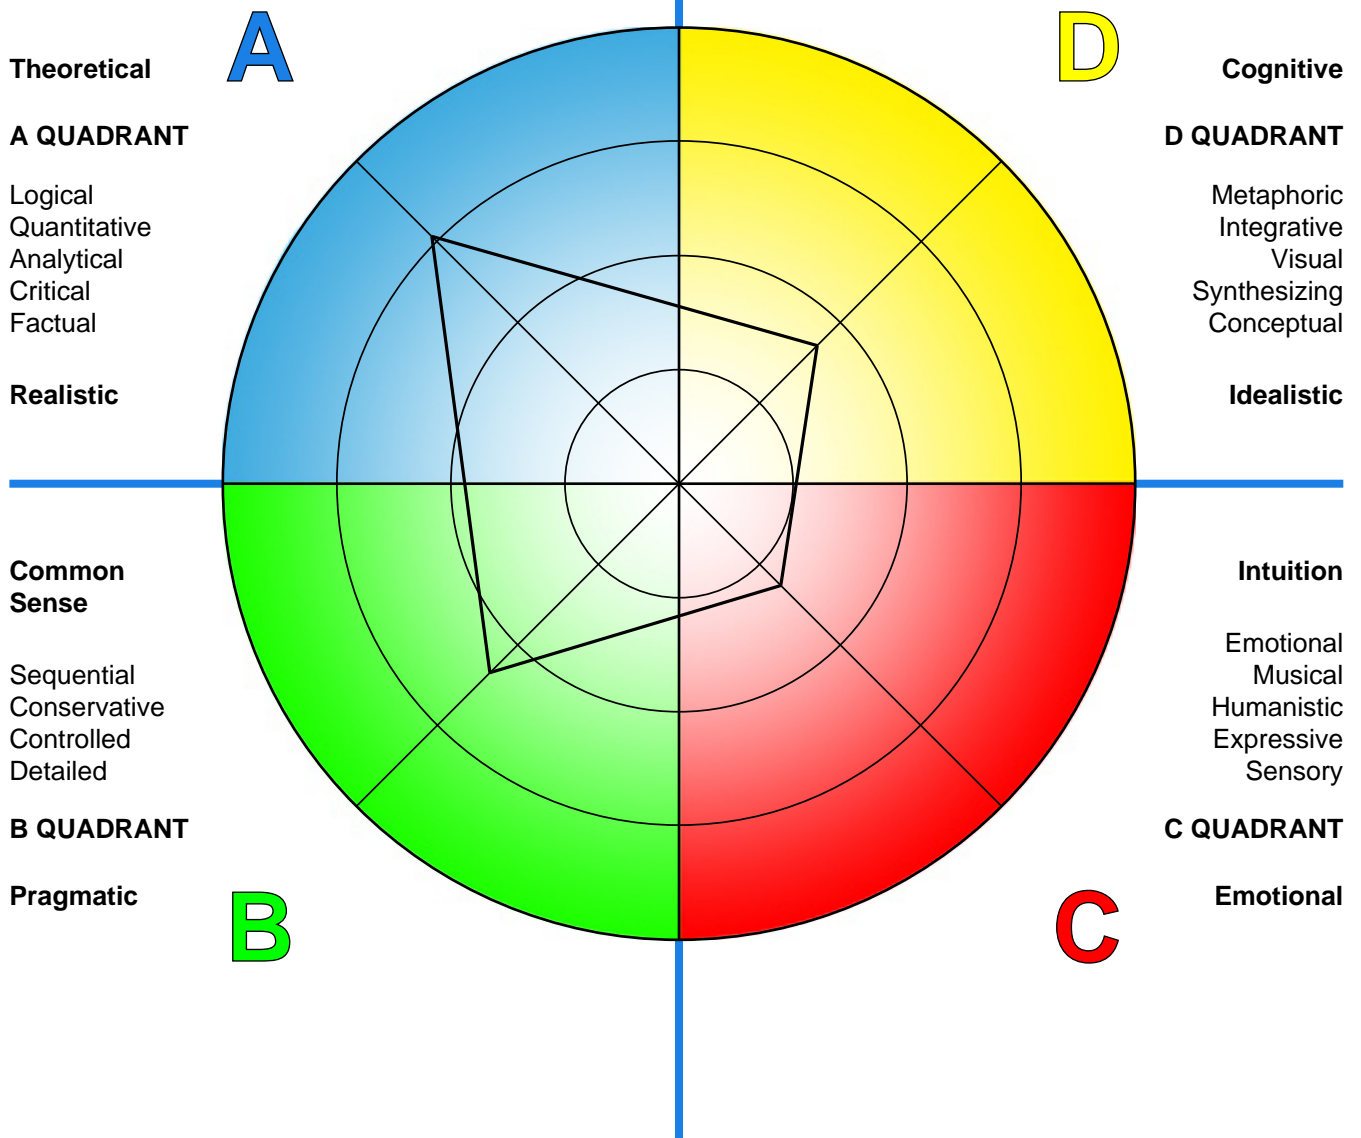 A
Theoretical
A QUADRANT
Logical
Quantitative
Analytical
Critical
Factual
Realistic
D
Cognitive
D QUADRANT
Metaphoric
Integrative
Visual
Synthesizing
Conceptual
Idealistic
Common
Sense
Sequential
Conservative
Controlled
Detailed
B QUADRANT
Pragmatic
B
Intuition
Emotional
Musical
Humanistic
Expressive
Sensory
C QUADRANT
Emotional
C